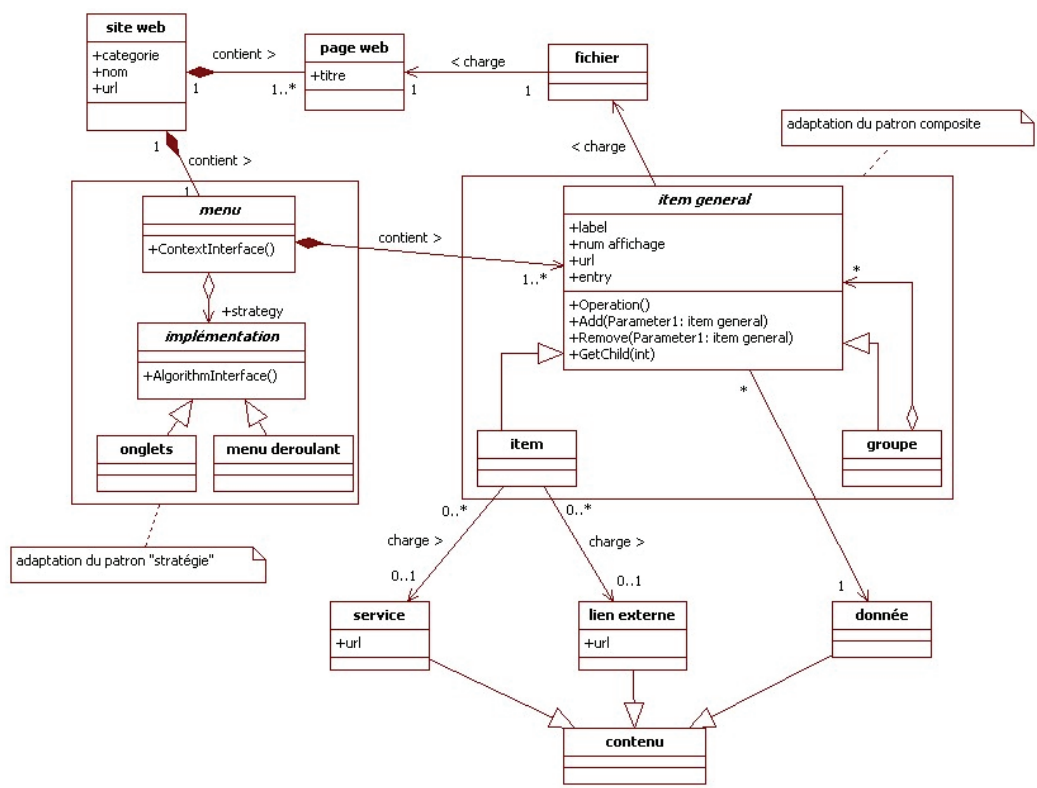 site web
+categorie
+nom
+url
contient >
1
1..*
page web
+titre
< charge
1
1
fichier
adaptation du patron composite
1
contient >
1
< charge
menu
+ContextInterface()
contient >
1..*
item general
+label
+num affichage
+url
+entry
+Operation()
+Add(Parameter1: item general)
+Remove(Parameter1: item general)
+GetChild(int)
*
+strategy
implémentation
+AlgorithmInterface()
*
onglets
menu deroulant
item
groupe
0..*
0..*
charge >
charge >
adaptation du patron "stratégie"
0..1
0..1
1
service
+url
lien externe
+url
donnée
contenu